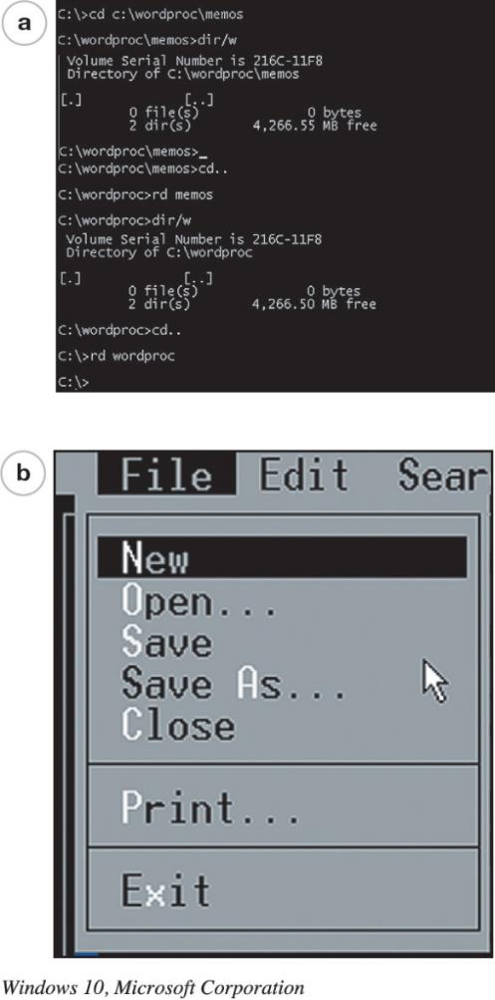 a
C:\>cd c:\wordproc\memos
C:\wordproc\memos>dir/w
Volume Serial Number is 216C-11F8
Directory of C:\wordproc\memos
[.] [..]
0 file(s) 0 bytes
2 dir(s) 4,266.55 MB free
C:\wordproc\memos>_
C:\wordproc\memos>cd..
C:\wordproc>rd memos
C:\wordproc>dir/w
Volume Serial Number is 216C-11F8
Directory of C:\wordproc
[.] [..]
0 file(s) 0 bytes
2 dir(s) 4,266.50 MB free
C:\wordproc>cd..
C:\>rd wordproc
C:\>
b
File Edit Sear
New
Open...
Save
Save As...
Close
Print...
Exit
Windows 10, Microsoft Corporation